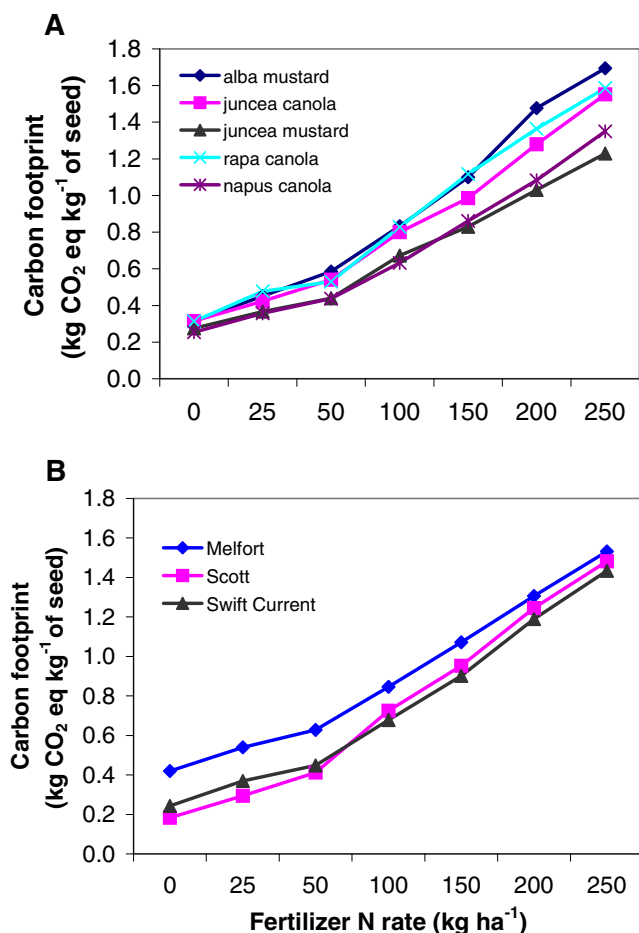 A
Carbon footprint
(kg CO₂ eq kg⁻¹ of seed)
1.8
1.6
1.4
1.2
1.0
0.8
0.6
0.4
0.2
0.0
alba mustard
juncea canola
juncea mustard
rapa canola
napus canola
0 25 50 100 150 200 250
B
Carbon footprint
(kg CO₂ eq kg⁻¹ of seed)
1.8
1.6
1.4
1.2
1.0
0.8
0.6
0.4
0.2
0.0
Melfort
Scott
Swift Current
0 25 50 100 150 200 250
Fertilizer N rate (kg ha⁻¹)